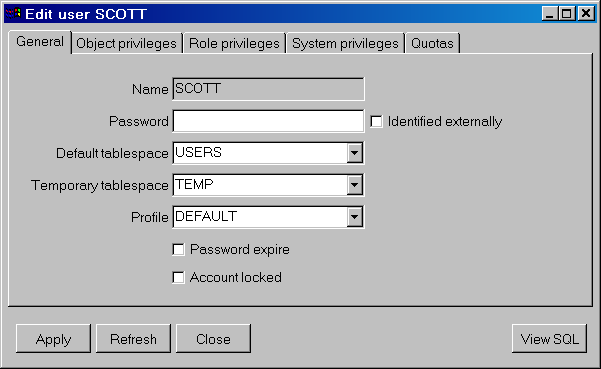 Edit user SCOTT
General Object privileges Role privileges System privileges Quotas
Name SCOTT
Password Identified externally
Default tablespace USERS
Temporary tablespace TEMP
Profile DEFAULT
Password expire
Account locked
Apply Refresh Close View SQL